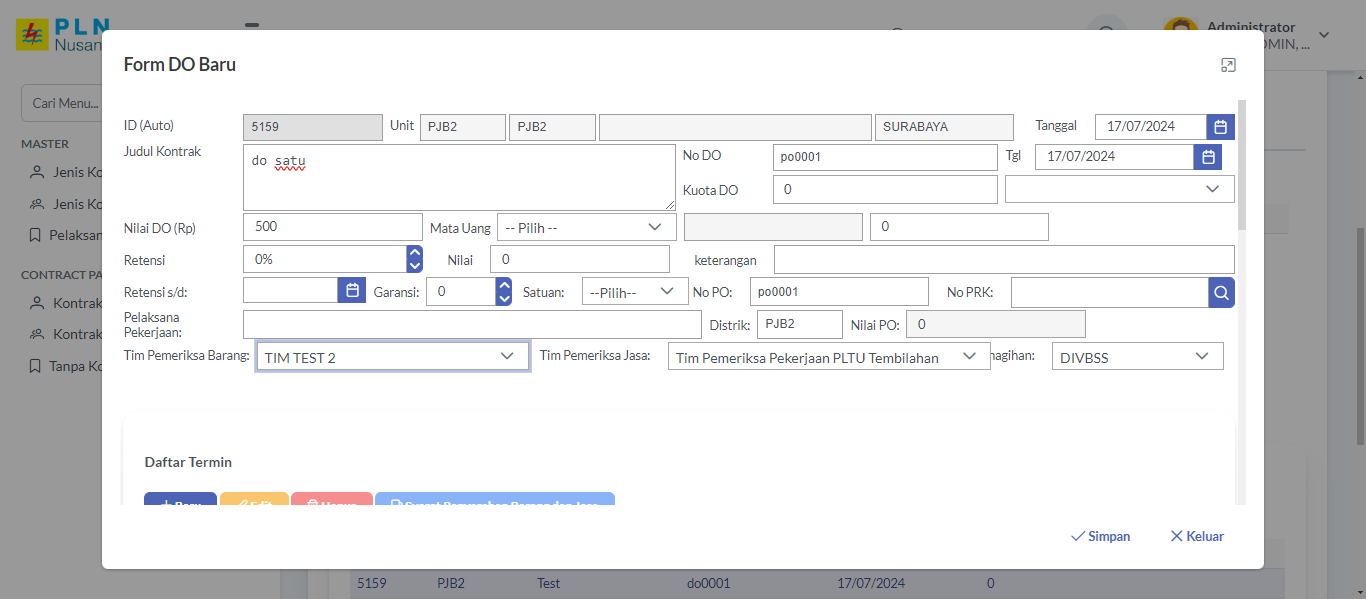 PLN
Nusan
Administrator
DMIN, ...
Cari Menu...
MASTER
Jenis Ko
Jenis Ko
Pelaksan
CONTRACT PA
Kontrak
Kontrak
Tanpa Ko
Form DO Baru
ID (Auto) 5159 Unit PJB2 PJB2 SURABAYA Tanggal 17/07/2024
Judul Kontrak do satu No DO po0001 Tgl 17/07/2024
Kuota DO 0
Nilai DO (Rp) 500 Mata Uang -- Pilih -- 0
Retensi 0% Nilai 0 keterangan
Retensi s/d: Garansi: 0 Satuan: --Pilih-- No PO: po0001 No PRK:
Pelaksana
Pekerjaan: Distrik: PJB2 Nilai PO: 0
Tim Pemeriksa Barang: TIM TEST 2 Tim Pemeriksa Jasa: Tim Pemeriksa Pekerjaan PLTU Tembilahan nagihan: DIVBSS
Daftar Termin
Baru Edit Hapus
Simpan Keluar
5159 PJB2 Test do0001 17/07/2024 0